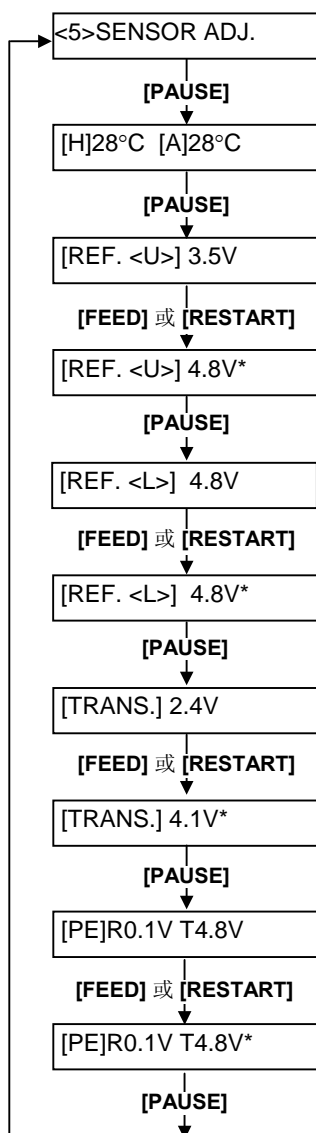 <5>SENSOR ADJ.
[PAUSE]
[H]28°C [A]28°C
[PAUSE]
[REF. <U>] 3.5V
[FEED] 或 [RESTART]
[REF. <U>] 4.8V*
[PAUSE]
[REF. <L>] 4.8V
[FEED] 或 [RESTART]
[REF. <L>] 4.8V*
[PAUSE]
[TRANS.] 2.4V
[FEED] 或 [RESTART]
[TRANS.] 4.1V*
[PAUSE]
[PE]R0.1V T4.8V
[FEED] 或 [RESTART]
[PE]R0.1V T4.8V*
[PAUSE]